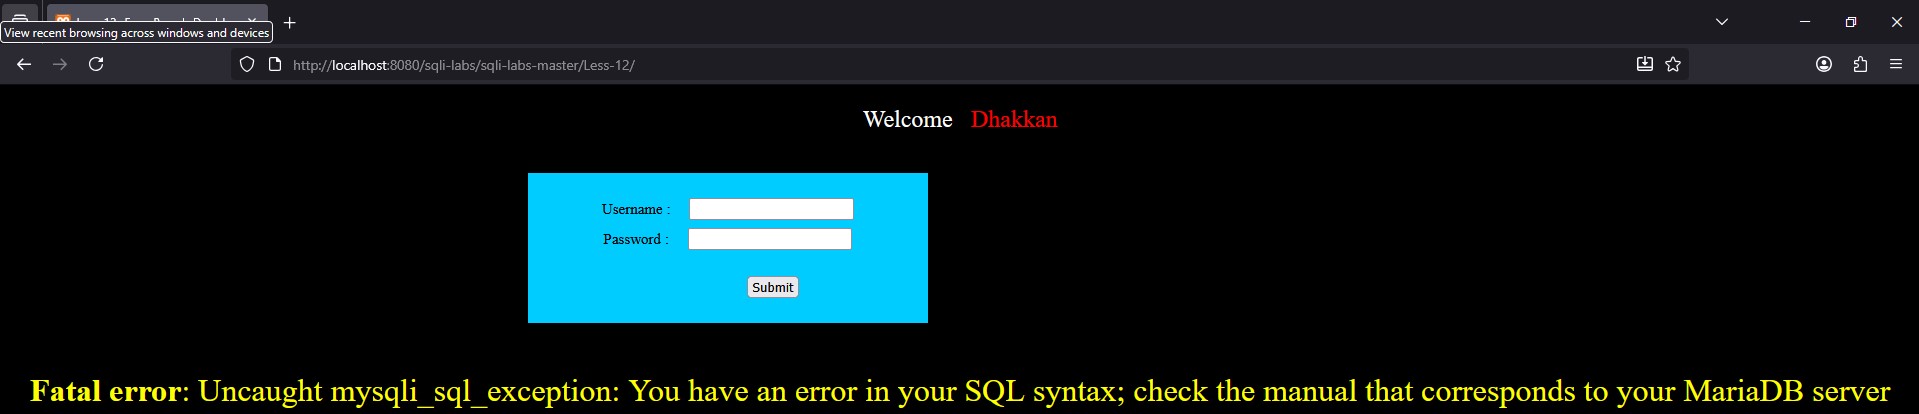 View recent browsing across windows and devices
http://localhost:8080/sqli-labs/sqli-labs-master/Less-12/
Welcome Dhakkan
Username :
Password :
Submit
Fatal error: Uncaught mysqli_sql_exception: You have an error in your SQL syntax; check the manual that corresponds to your MariaDB server